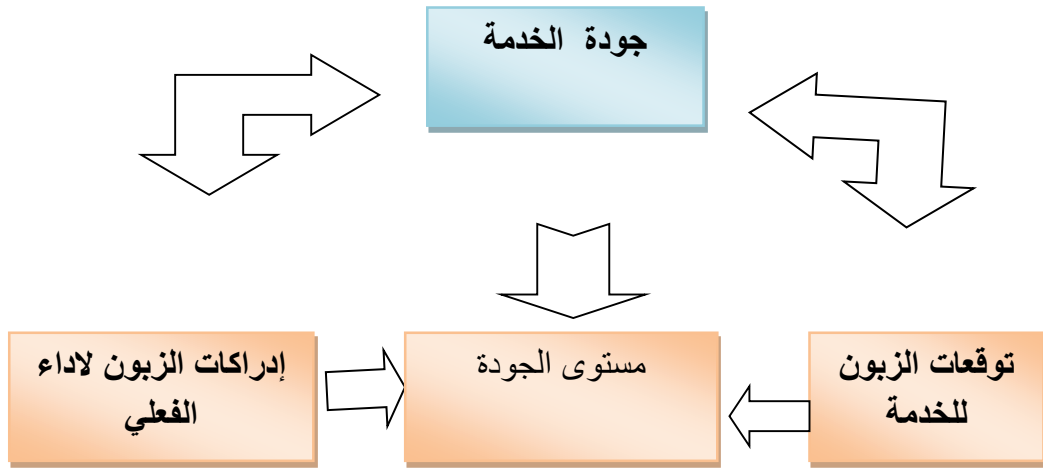 جودة الخدمة
توقعات الزبون
للخدمة
مستوى الجودة
إدراكات الزبون لاداء
الفعلي